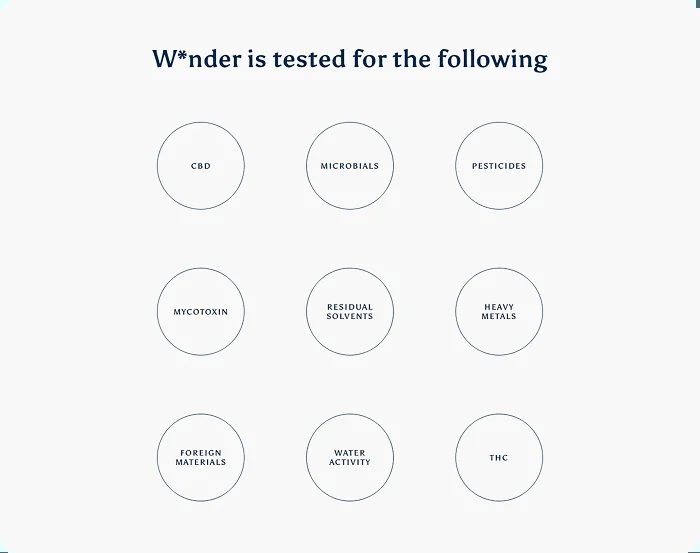 W*nder is tested for the following
CBD
MICROBIALS
PESTICIDES
MYCOTOXIN
RESIDUAL
SOLVENTS
HEAVY
METALS
FOREIGN
MATERIALS
WATER
ACTIVITY
THC